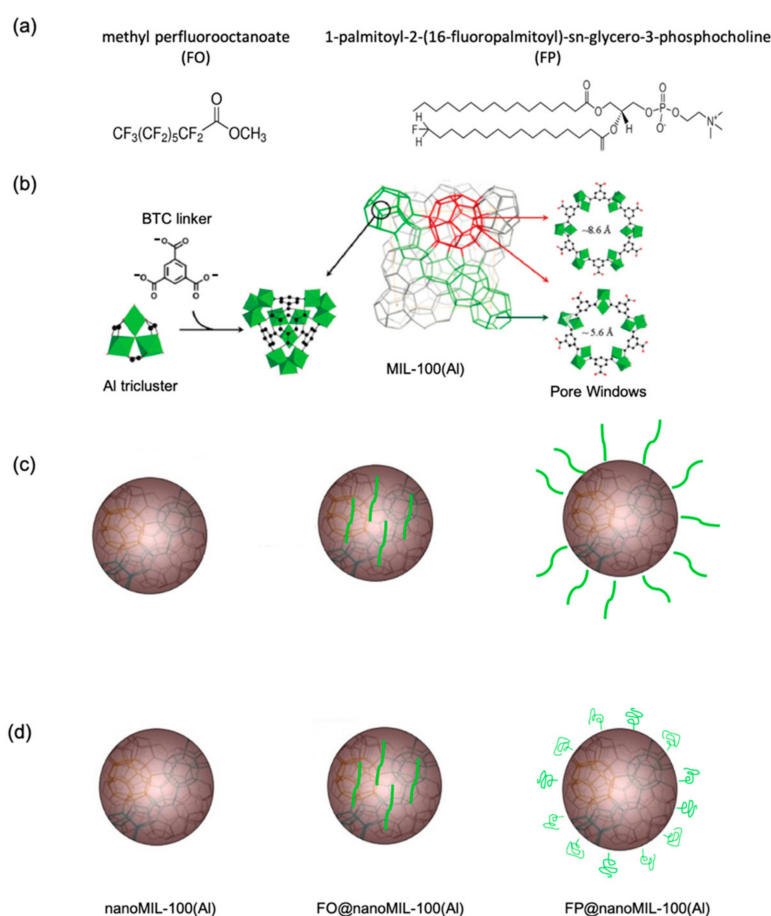 (a)
methyl perfluorooctanoate
(FO)
1-palmitoyl-2-(16-fluoropalmitoyl)-sn-glycero-3-phosphocholine
(FP)
O
CF₃(CF₂)₅CF₂
OCH₃
O
O
O
P
O
O⁻
N⁺
F
H
H
O
O
(b)
BTC linker
Al tricluster
MIL-100(Al)
~8.6 Å
~5.6 Å
Pore Windows
(c)
(d)
nanoMIL-100(Al)
FO@nanoMIL-100(Al)
FP@nanoMIL-100(Al)